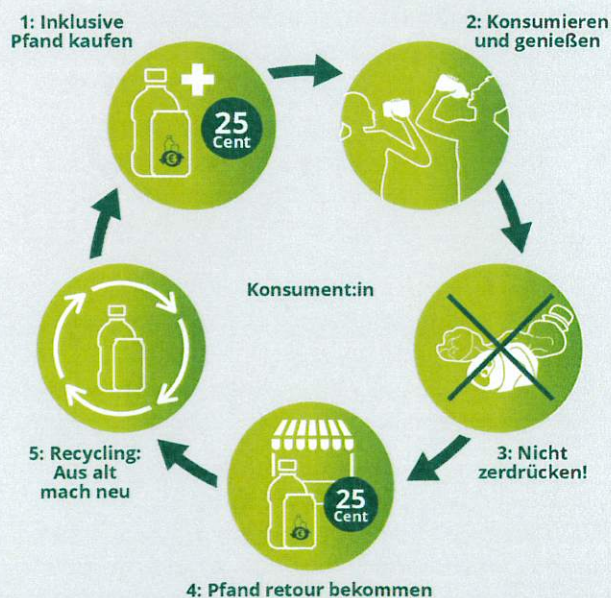 1: Inklusive
Pfand kaufen
25
Cent
2: Konsumieren
und genießen
Konsument:in
3: Nicht
zerdrücken!
25
Cent
4: Pfand retour bekommen
5: Recycling:
Aus alt
mach neu